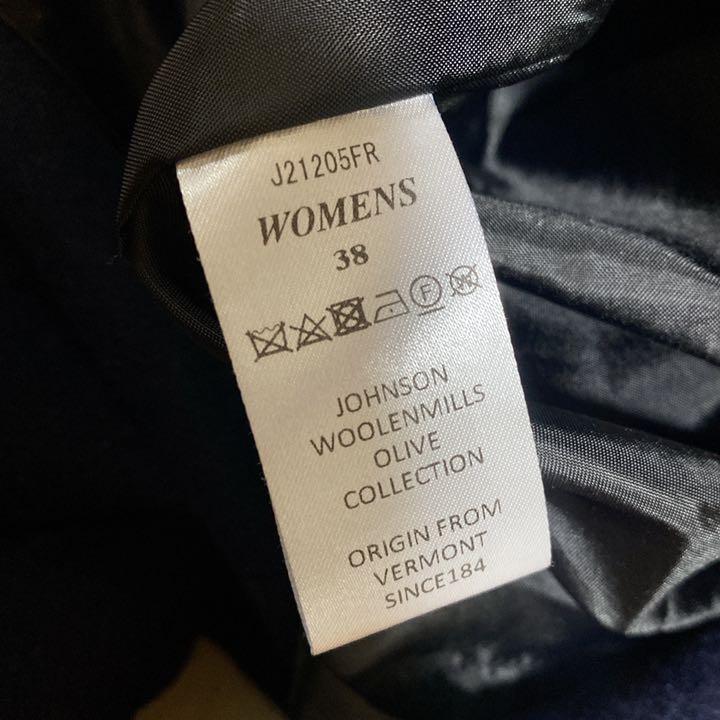 J21205FR
WOMENS
38
F
W
JOHNSON
WOOLENMILLS
OLIVE
COLLECTION
ORIGIN FROM
VERMONT
SINCE184